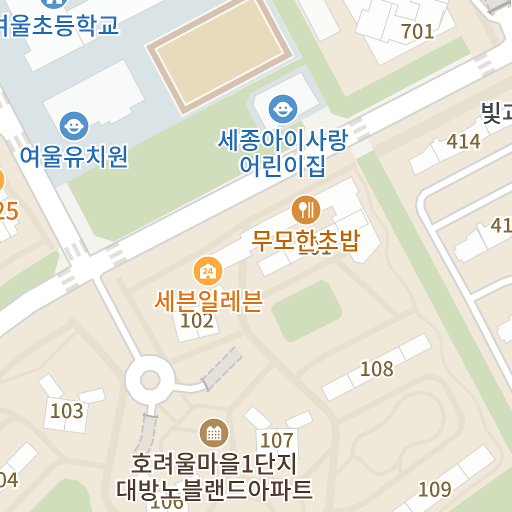 여울초등학교
701
빛고
414
세종아이사랑
어린이집
여울유치원
25
41
무모한초밥
세븐일레븐
102
108
103
107
호려울마을1단지
대방노블랜드아파트
04
106
109